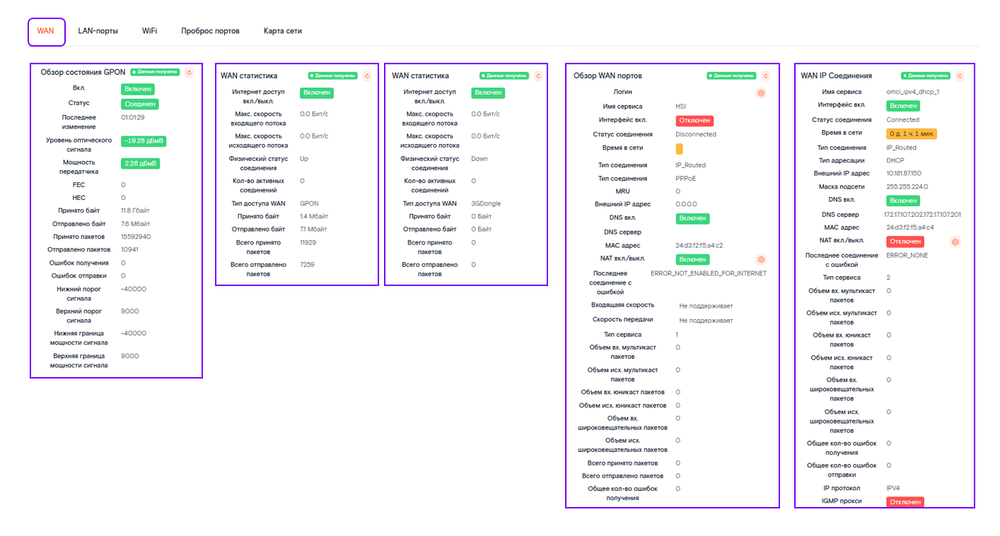 WAN LAN-порты WiFi Проброс портов Карта сети
Обзор состояния GPON Данные получены
Вкл. Включен
Статус Соединен
Последнее 01:01:29
изменение
Уровень оптического -19.28 дБмВ
сигнала
Мощность 2.26 дБмВ
передатчика
FEC 0
HEC 0
Принято байт 11.8 Гбайт
Отправлено байт 7.6 Мбайт
Принято пакетов 15592940
Отправлено пакетов 10941
Ошибок получения 0
Ошибок отправки 0
Нижний порог -40000
сигнала
Верхний порог 9000
сигнала
Нижняя граница -40000
мощности сигнала
Верхняя граница 9000
мощности сигнала
WAN статистика Данные получены
Интернет доступ Включен
вкл./выкл.
Макс. скорость 0.0 Бит/с
входящего потока
Макс. скорость 0.0 Бит/с
исходящего потока
Физический статус Up
соединения
Кол-во активных 0
соединений
Тип доступа WAN GPON
Принято байт 1.4 Мбайт
Отправлено байт 7.1 Мбайт
Всего принято 11929
пакетов
Всего отправлено 7259
пакетов
WAN статистика Данные получены
Интернет доступ Включен
вкл./выкл.
Макс. скорость 0.0 Бит/с
входящего потока
Макс. скорость 0.0 Бит/с
исходящего потока
Физический статус Down
соединения
Кол-во активных 0
соединений
Тип доступа WAN 3GDongle
Принято байт 0 Байт
Отправлено байт 0 Байт
Всего принято 0
пакетов
Всего отправлено 0
пакетов
Обзор WAN портов Данные получены
Логин
Имя сервиса HSI
Интерфейс вкл. Отключен
Статус соединения Disconnected
Время в сети
Тип соединения IP_Routed
Тип соединения PPPoE
MRU 0
Внешний IP адрес 0.0.0.0
DNS вкл. Включен
DNS сервер
MAC адрес 24:d3:f2:f5:a4:c2
NAT вкл./выкл. Включен
Последнее ERROR_NOT_ENABLED_FOR_INTERNET
соединение с
ошибкой
Входящаяя скорость Не поддерживает
Скорость передачи Не поддерживает
Тип сервиса 1
Объем вх. мультикаст 0
пакетов
Объем исх. мультикаст 0
пакетов
Объем вх. юникаст пакетов 0
Объем исх. юникаст пакетов 0
Объем вх. 0
широковещательных пакетов
Объем исх. 0
широковещательных пакетов
Всего принято пакетов 0
Всего отправлено пакетов 0
Общее кол-во ошибок 0
получения
WAN IP Соединения Данные получены
Имя сервиса omci_ipv4_dhcp_1
Интерфейс вкл. Включен
Статус соединения Connected
Время в сети 0 д. 1 ч. 1 мин.
Тип соединения IP_Routed
Тип адресации DHCP
Внешний IP адрес 10.181.87.150
Маска подсети 255.255.224.0
DNS вкл. Включен
DNS сервер 172.17.107.202,172.17.107.201
MAC адрес 24:d3:f2:f5:a4:c4
NAT вкл./выкл. Отключен
Последнее соединение ERROR_NONE
с ошибкой
Тип сервиса 2
Объем вх. мультикаст 0
пакетов
Объем исх. мультикаст 0
пакетов
Объем вх. юникаст 0
пакетов
Объем исх. юникаст 0
пакетов
Объем вх. 0
широковещательных
пакетов
Объем исх. 0
широковещательных
пакетов
Общее кол-во ошибок 0
получения
Общее кол-во ошибок 0
отправки
IP протокол IPV4
IGMP прокси Отключен